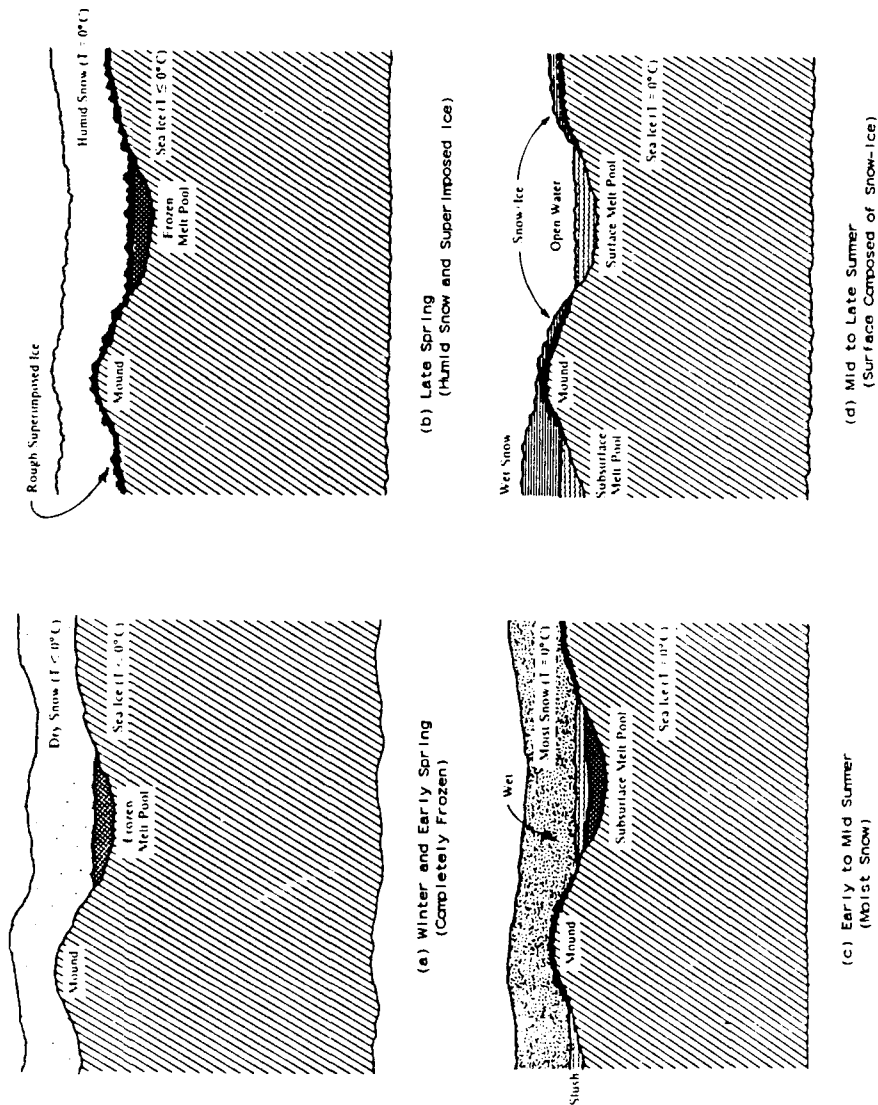 Dry Snow (T < 0°C)
Sea Ice (T < 0°C)
Mound
Frozen
Melt Pool
(a) Winter and Early Spring
(Completely Frozen)
Rough Superimposed Ice
Humid Snow (T = 0°C)
Sea Ice (T ≤ 0°C)
Mound
Frozen
Melt Pool
(b) Late Spring
(Humid Snow and Superimposed Ice)
Wet
Moist Snow (T = 0°C)
Slush
Mound
Subsurface Melt Pool
Sea Ice (T = 0°C)
(c) Early to Mid Summer
(Moist Snow)
Wet Snow
Snow-Ice
Open Water
Mound
Subsurface
Melt Pool
Surface Melt Pool
Sea Ice (T = 0°C)
(d) Mid to Late Summer
(Surface Composed of Snow-Ice)